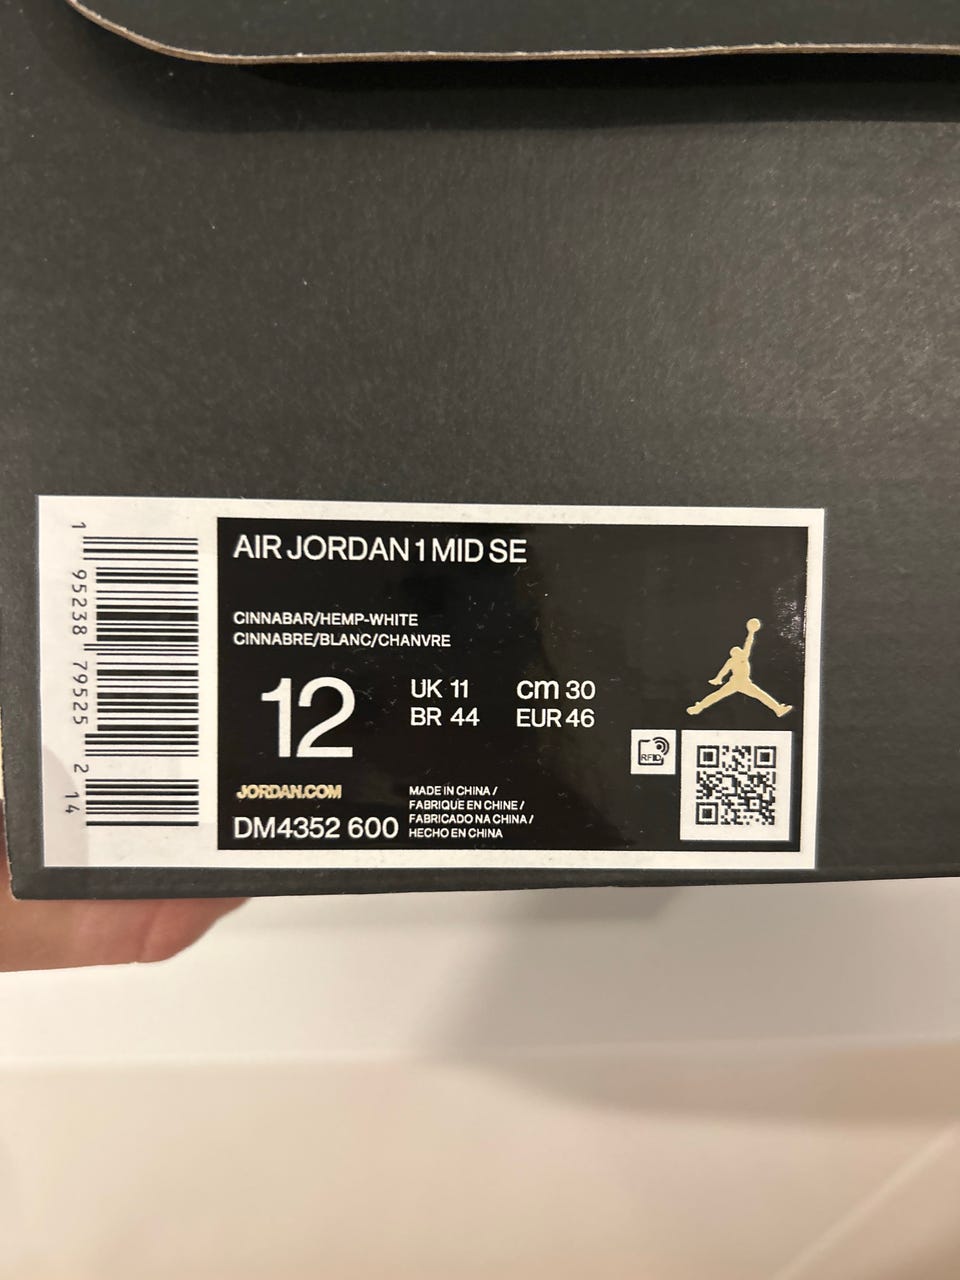 AIR JORDAN 1 MID SE
CINNABAR/HEMP-WHITE
CINNABRE/BLANC/CHANVRE
12
UK 11 cm 30
BR 44 EUR 46
RFID
JORDAN.COM
DM4352 600
MADE IN CHINA /
FABRIQUE EN CHINE /
FABRICADO NA CHINA /
HECHO EN CHINA
1 95238 79525 2 14